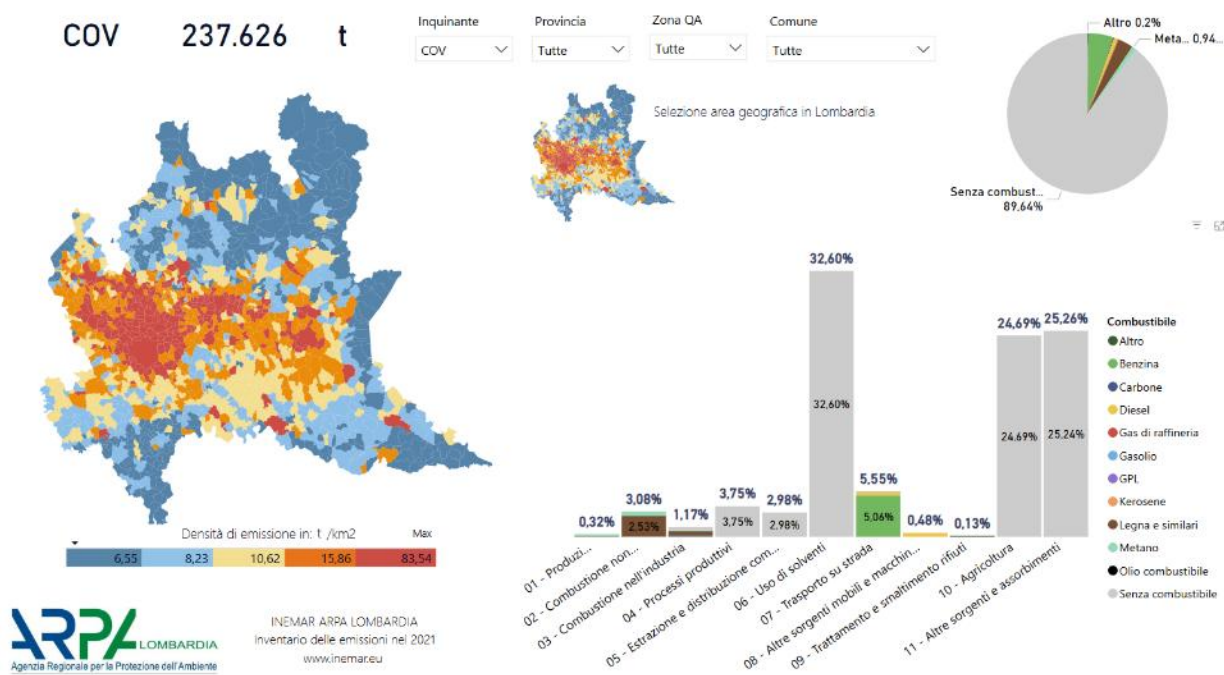 COV 237.626 t
Inquinante
COV
Provincia
Tutte
Zona QA
Tutte
Comune
Tutte
Selezione area geografica in Lombardia
Altro 0,2%
Meta... 0,94...
Senza combust...
89,64%
32,60%
32,60%
24,69%
25,26%
24,69%
25,24%
0,32%
3,08%
2,53%
1,17%
3,75%
3,75%
2,98%
2,98%
5,55%
5,06%
0,48%
0,13%
01 - Produzi...
02 - Combustione non...
03 - Combustione nell'industria
04 - Processi produttivi
05 - Estrazione e distribuzione com...
06 - Uso di solventi
07 - Trasporto su strada
08 - Altre sorgenti mobili e macchin...
09 - Trattamento e smaltimento rifiuti
10 - Agricoltura
11 - Altre sorgenti e assorbimenti
Combustibile
Altro
Benzina
Carbone
Diesel
Gas di raffineria
Gasolio
GPL
Kerosene
Legna e similari
Metano
Olio combustibile
Senza combustibile
Densità di emissione in: t /km2
Max
6,55 8,23 10,62 15,86 83,54
ARPA LOMBARDIA
Agenzia Regionale per la Protezione dell'Ambiente
INEMAR ARPA LOMBARDIA
Inventario delle emissioni nel 2021
www.inemar.eu